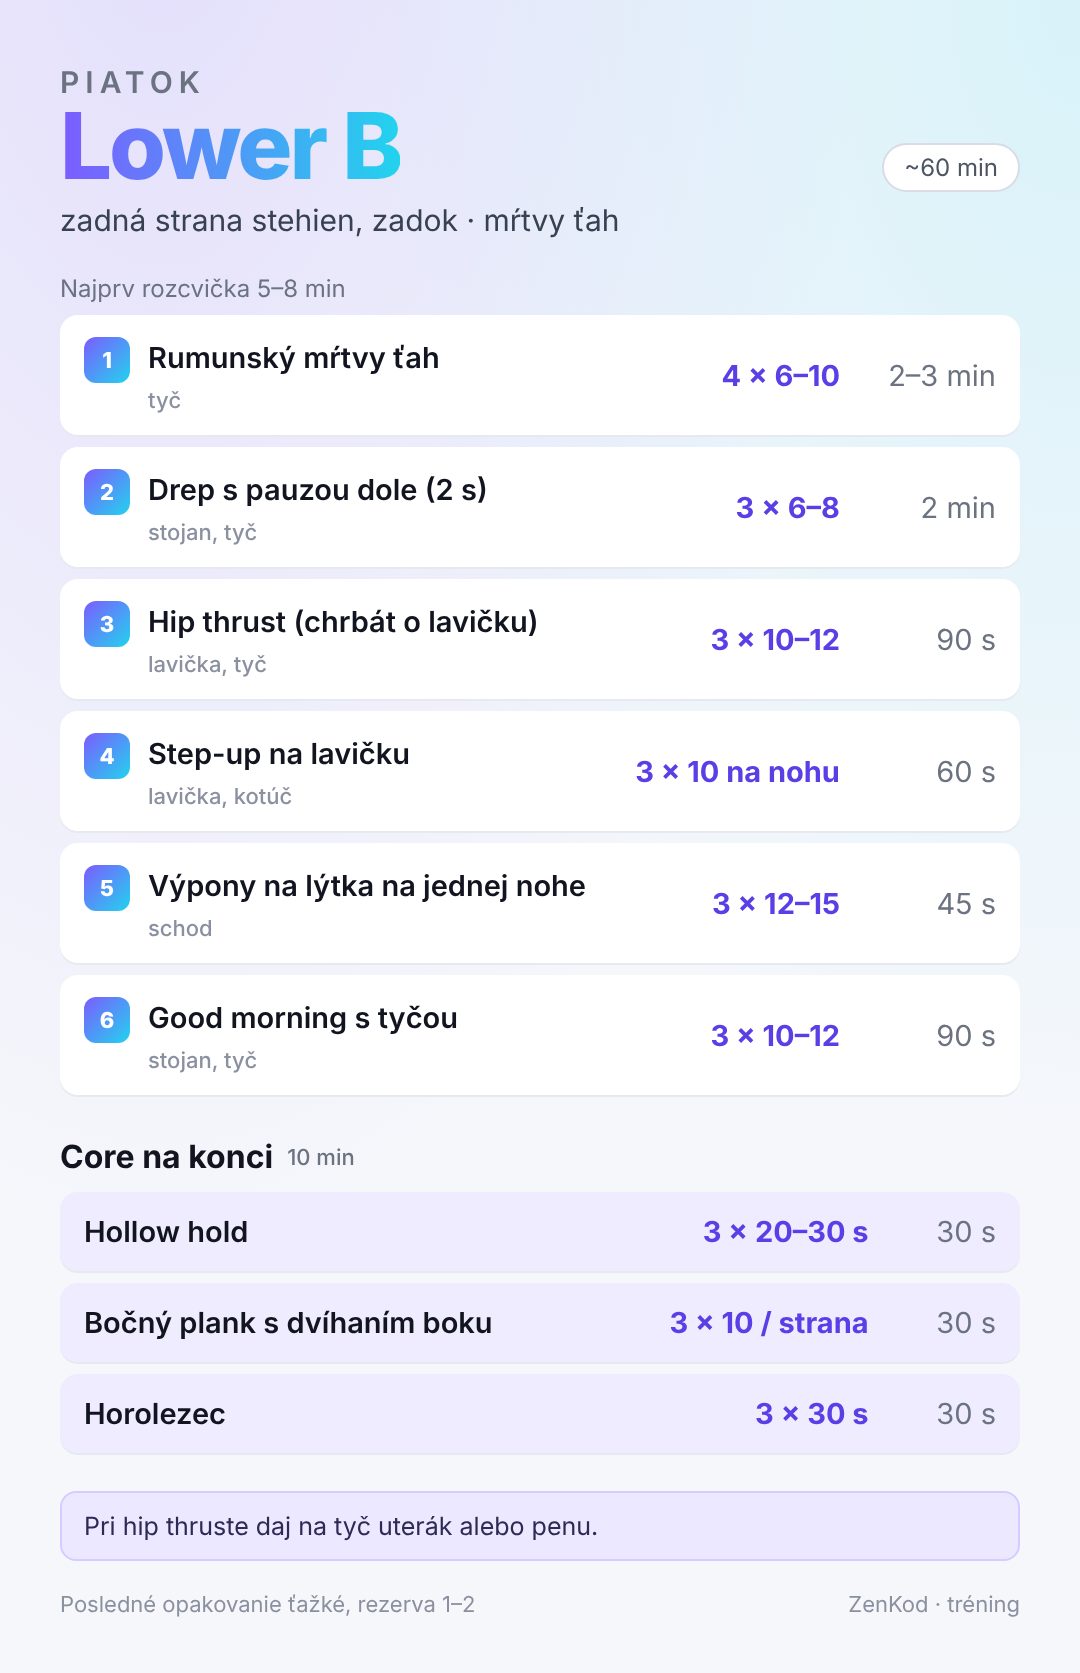 PIATOK
Lower B
~60 min
zadná strana stehien, zadok · mŕtvy ťah
Najprv rozcvička 5–8 min
1 Rumunský mŕtvy ťah 4 × 6–10 2–3 min
tyč
2 Drep s pauzou dole (2 s) 3 × 6–8 2 min
stojan, tyč
3 Hip thrust (chrbát o lavičku) 3 × 10–12 90 s
lavička, tyč
4 Step-up na lavičku 3 × 10 na nohu 60 s
lavička, kotúč
5 Výpony na lýtka na jednej nohe 3 × 12–15 45 s
schod
6 Good morning s tyčou 3 × 10–12 90 s
stojan, tyč
Core na konci 10 min
Hollow hold 3 × 20–30 s 30 s
Bočný plank s dvíhaním boku 3 × 10 / strana 30 s
Horolezec 3 × 30 s 30 s
Pri hip thruste daj na tyč uterák alebo penu.
Posledné opakovanie ťažké, rezerva 1–2 ZenKod · tréning